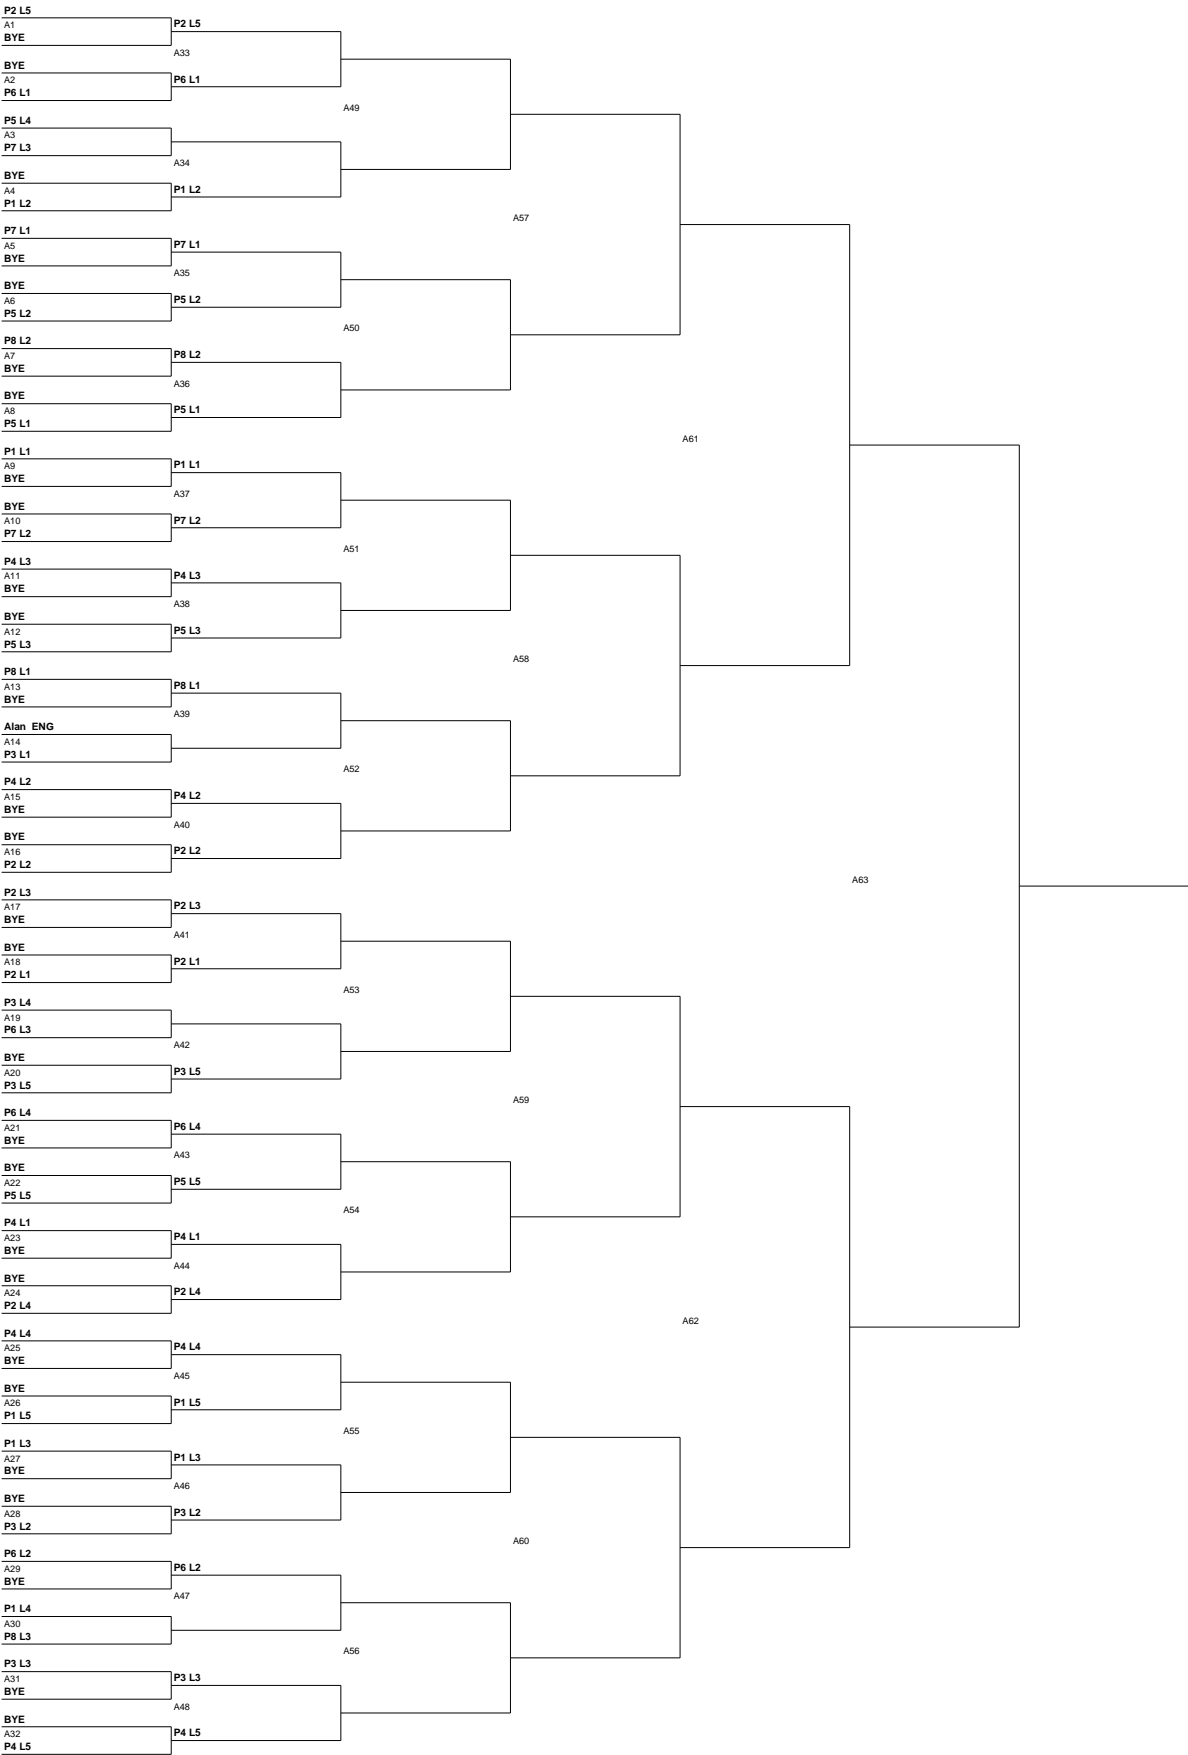 P2 L5
A1
BYE
P2 L5
A33
BYE
A2
P6 L1
P6 L1
A49
P5 L4
A3
P7 L3
A34
BYE
A4
P1 L2
P1 L2
A57
P7 L1
A5
BYE
P7 L1
A35
BYE
A6
P5 L2
P5 L2
A50
P8 L2
A7
BYE
P8 L2
A36
BYE
A8
P5 L1
P5 L1
A61
P1 L1
A9
BYE
P1 L1
A37
BYE
A10
P7 L2
P7 L2
A51
P4 L3
A11
BYE
P4 L3
A38
BYE
A12
P5 L3
P5 L3
A58
P8 L1
A13
BYE
P8 L1
A39
Alan ENG
A14
P3 L1
A52
P4 L2
A15
BYE
P4 L2
A40
BYE
A16
P2 L2
P2 L2
A63
P2 L3
A17
BYE
P2 L3
A41
BYE
A18
P2 L1
P2 L1
A53
P3 L4
A19
P6 L3
A42
BYE
A20
P3 L5
P3 L5
A59
P6 L4
A21
BYE
P6 L4
A43
BYE
A22
P5 L5
P5 L5
A54
P4 L1
A23
BYE
P4 L1
A44
BYE
A24
P2 L4
P2 L4
A62
P4 L4
A25
BYE
P4 L4
A45
BYE
A26
P1 L5
P1 L5
A55
P1 L3
A27
BYE
P1 L3
A46
BYE
A28
P3 L2
P3 L2
A60
P6 L2
A29
BYE
P6 L2
A47
P1 L4
A30
P8 L3
A56
P3 L3
A31
BYE
P3 L3
A48
BYE
A32
P4 L5
P4 L5